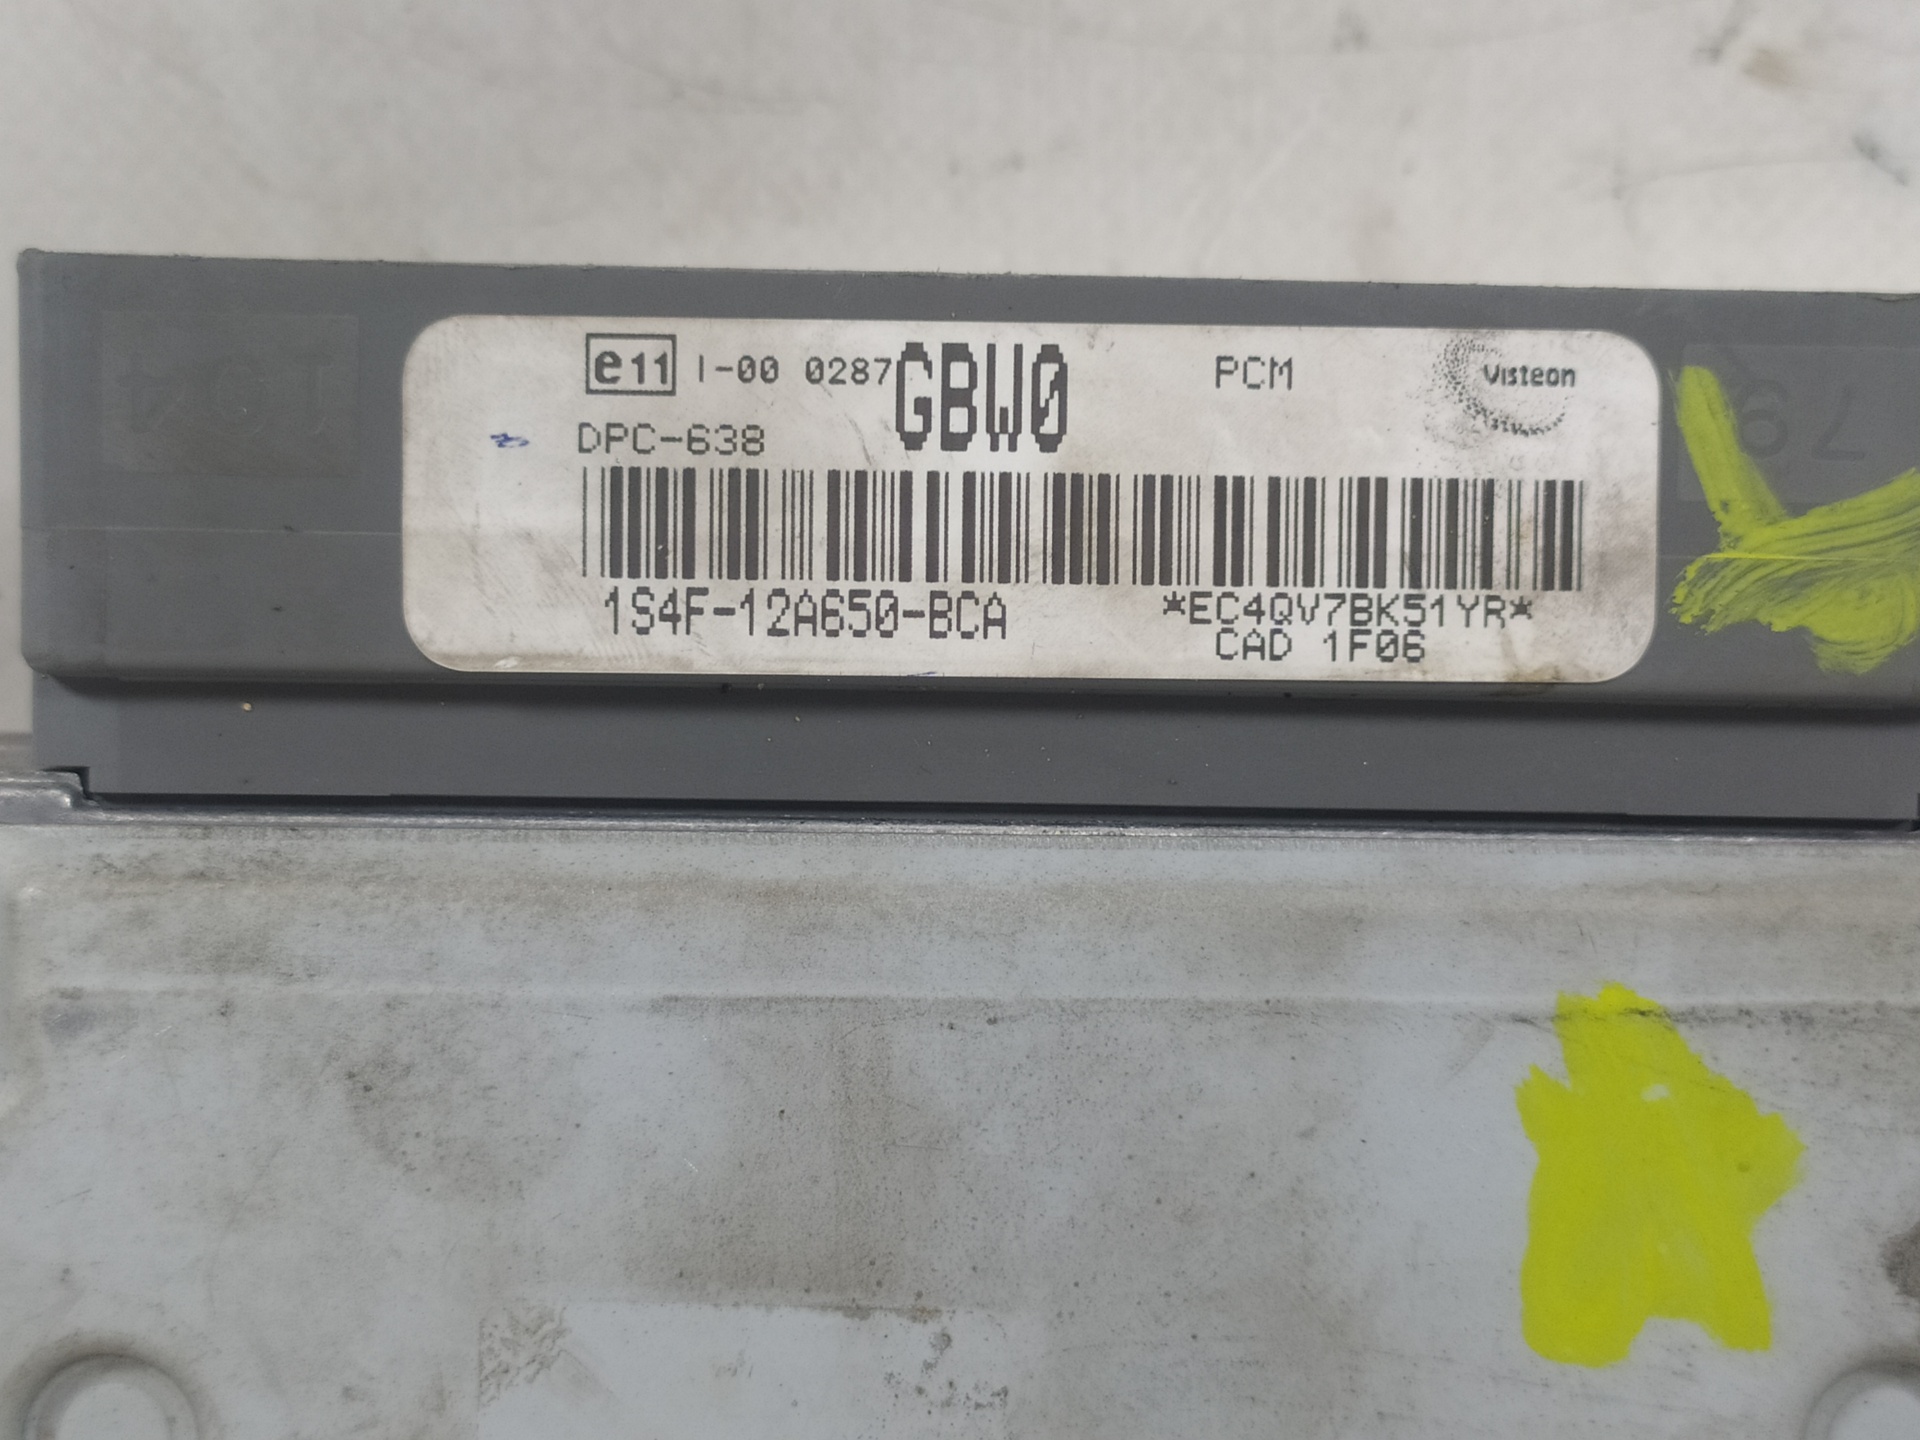 e11 I-00 0287 GBW0 PCM Visteon
DPC-638
1S4F-12A650-BCA *EC4QV7BK51YR*
CAD 1F06